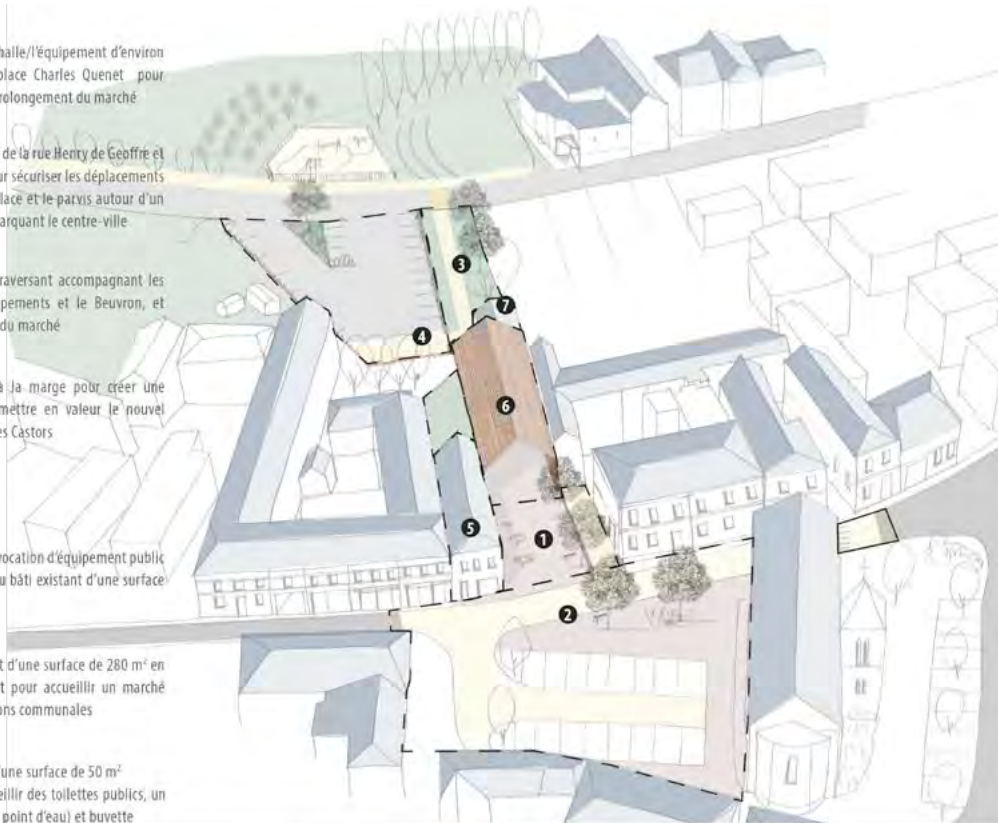 halle/l'équipement d'environ
place Charles Quenet pour
rolongement du marché
de la rue Henry de Geoffre et
ur sécuriser les déplacements
lace et le parvis autour d'un
arquant le centre-ville
raversant accompagnant les
pements et le Beuvron, et
du marché
à la marge pour créer une
mettre en valeur le nouvel
es Castors
vocation d'équipement public
u bâti existant d'une surface
t d'une surface de 280 m² en
t pour accueillir un marché
ons communales
'une surface de 50 m²
eillir des toilettes publics, un
point d'eau) et buvette
3
7
4
6
5
1
2